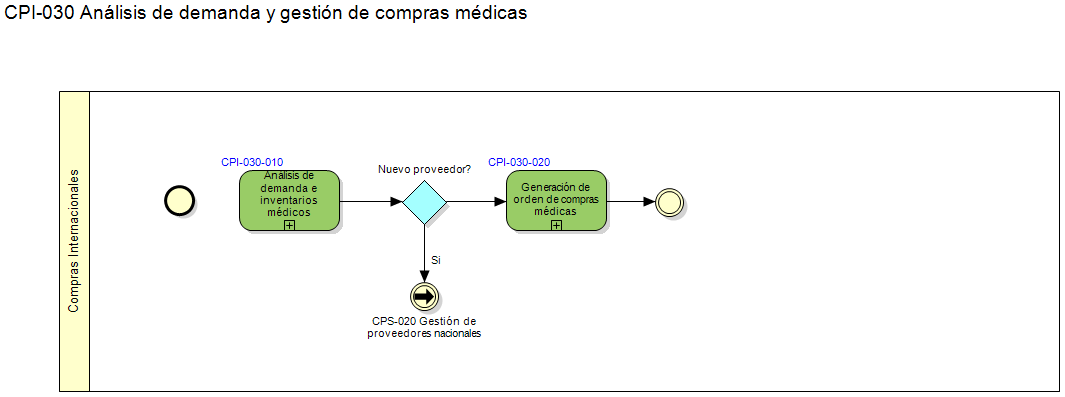 CPI-030 Análisis de demanda y gestión de compras médicas
Compras Internacionales
CPI-030-010
Análisis de
demanda e
inventarios
médicos
Nuevo proveedor?
CPI-030-020
Generación de
orden de compras
médicas
Si
CPS-020 Gestión de
proveedores nacionales